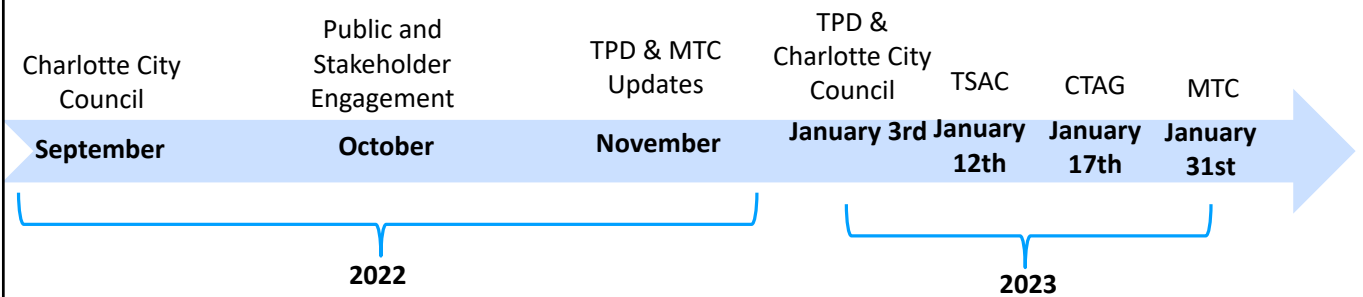 Charlotte City
Council
September
Public and
Stakeholder
Engagement
October
TPD & MTC
Updates
November
TPD &
Charlotte City
Council
January 3rd
TSAC
January
12th
CTAG
January
17th
MTC
January
31st
2022
2023